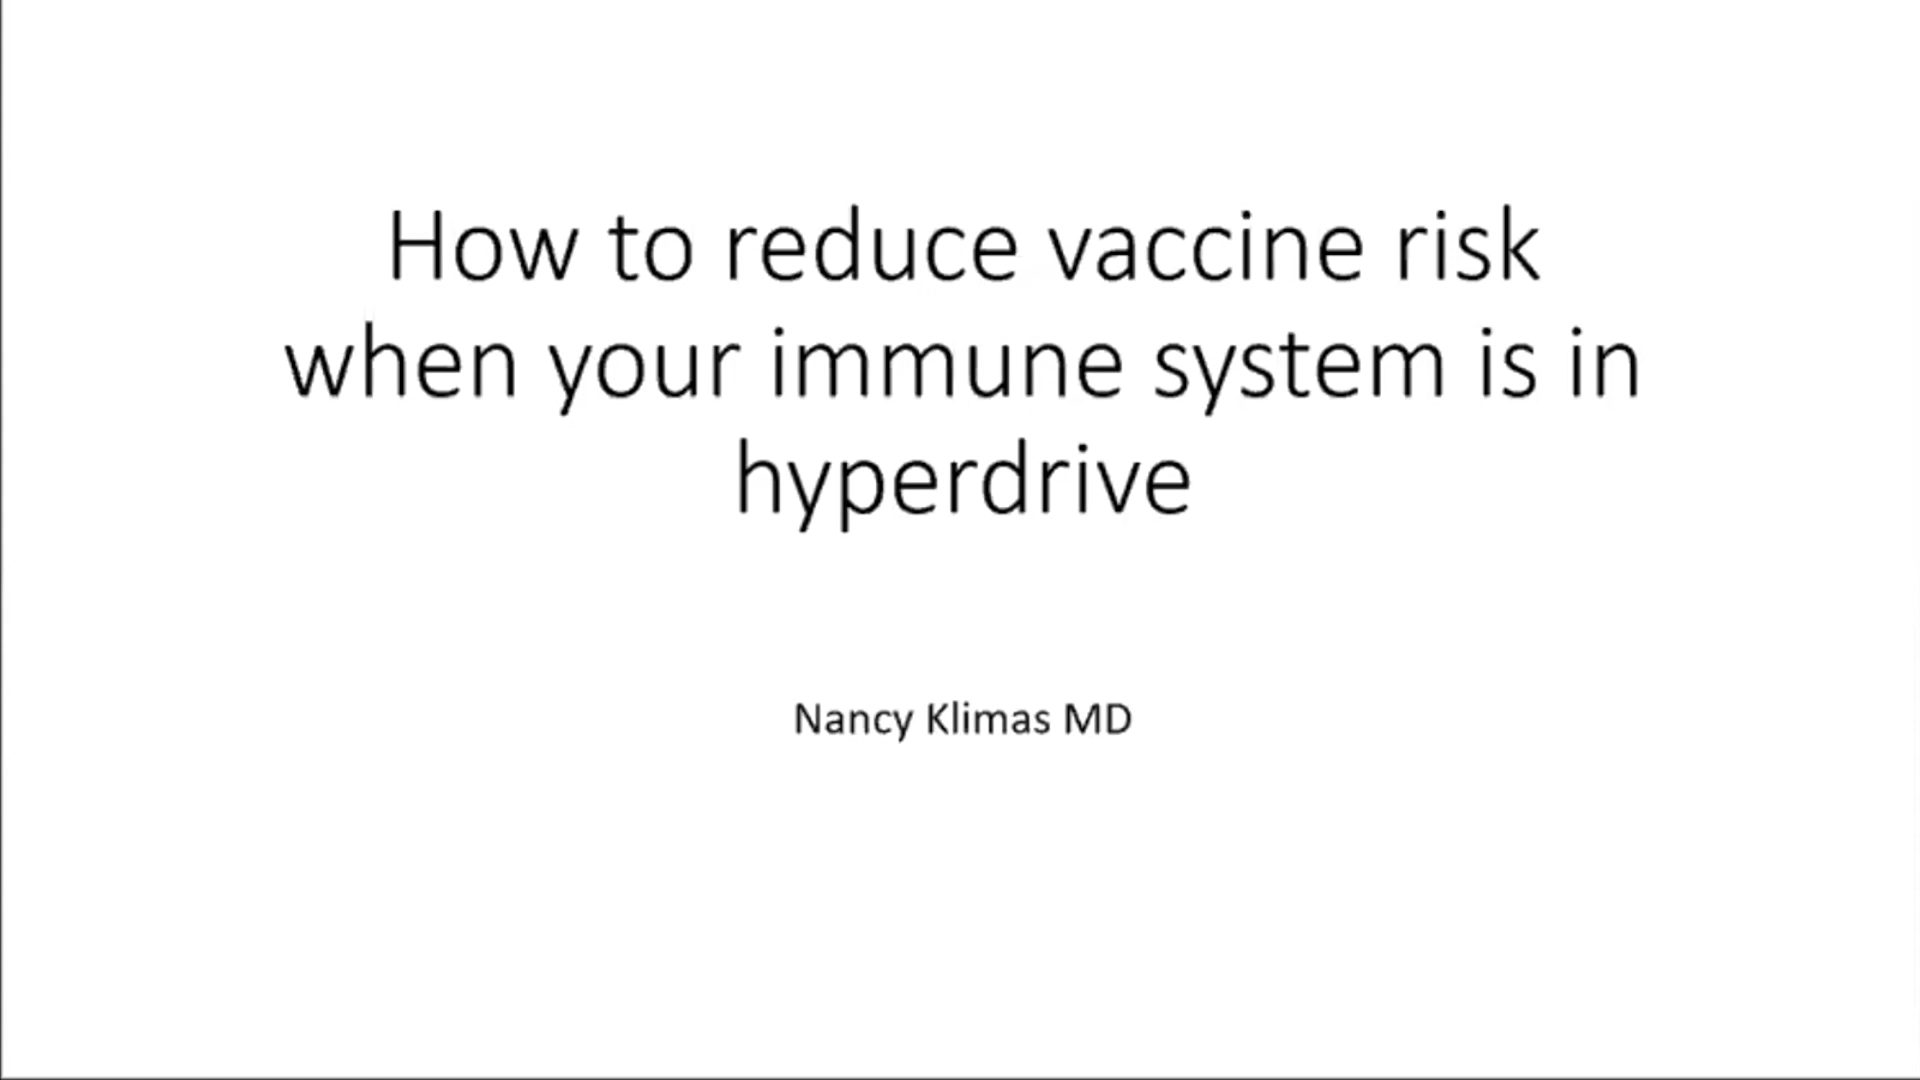 How to reduce vaccine risk
when your immune system is in
hyperdrive
Nancy Klimas MD